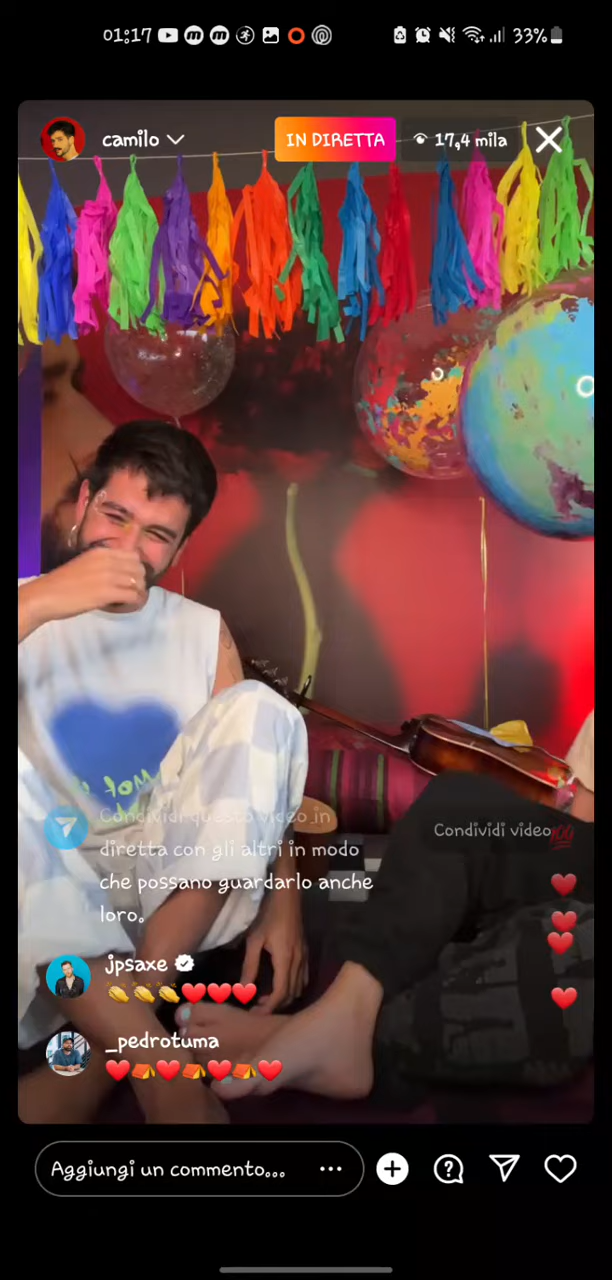 01:17
33%
camilo
IN DIRETTA
17,4 mila
Condividi questo video in
diretta con gli altri in modo
che possano guardarlo anche
loro.
Condividi video💯
jpsaxe
👏👏👏❤️❤️❤️
_pedrotuma
❤️⛺❤️⛺❤️⛺❤️
Aggiungi un commento...